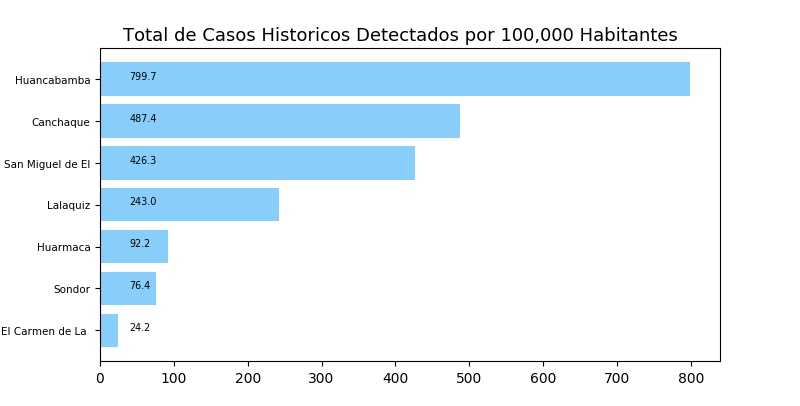 Total de Casos Historicos Detectados por 100,000 Habitantes
Huancabamba 799.7
Canchaque 487.4
San Miguel de El 426.3
Lalaquiz 243.0
Huarmaca 92.2
Sondor 76.4
El Carmen de La 24.2
0 100 200 300 400 500 600 700 800